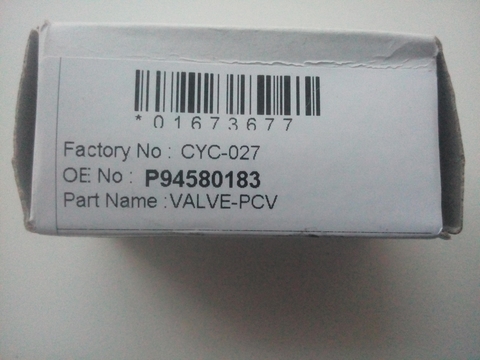 *01673677
Factory No : CYC-027
OE No : P94580183
Part Name : VALVE-PCV